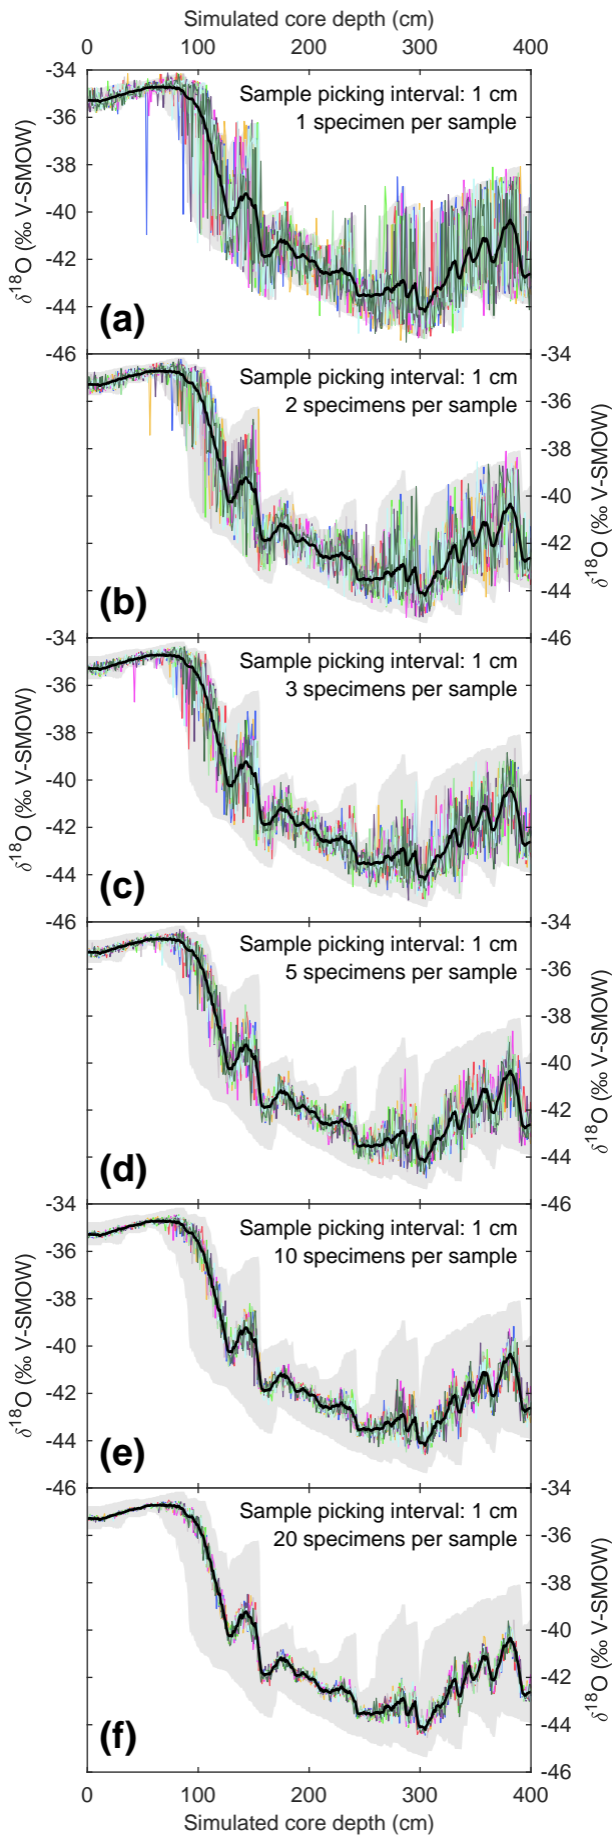 Simulated core depth (cm)
0 100 200 300 400
-34
-36
-38
-40
-42
-44
-46
δ18O (‰ V-SMOW)
Sample picking interval: 1 cm
1 specimen per sample
(a)
-34
-36
-38
-40
-42
-44
-46
δ18O (‰ V-SMOW)
Sample picking interval: 1 cm
2 specimens per sample
(b)
-34
-36
-38
-40
-42
-44
-46
δ18O (‰ V-SMOW)
Sample picking interval: 1 cm
3 specimens per sample
(c)
-34
-36
-38
-40
-42
-44
-46
δ18O (‰ V-SMOW)
Sample picking interval: 1 cm
5 specimens per sample
(d)
-34
-36
-38
-40
-42
-44
-46
δ18O (‰ V-SMOW)
Sample picking interval: 1 cm
10 specimens per sample
(e)
-34
-36
-38
-40
-42
-44
-46
δ18O (‰ V-SMOW)
Sample picking interval: 1 cm
20 specimens per sample
(f)
0 100 200 300 400
Simulated core depth (cm)